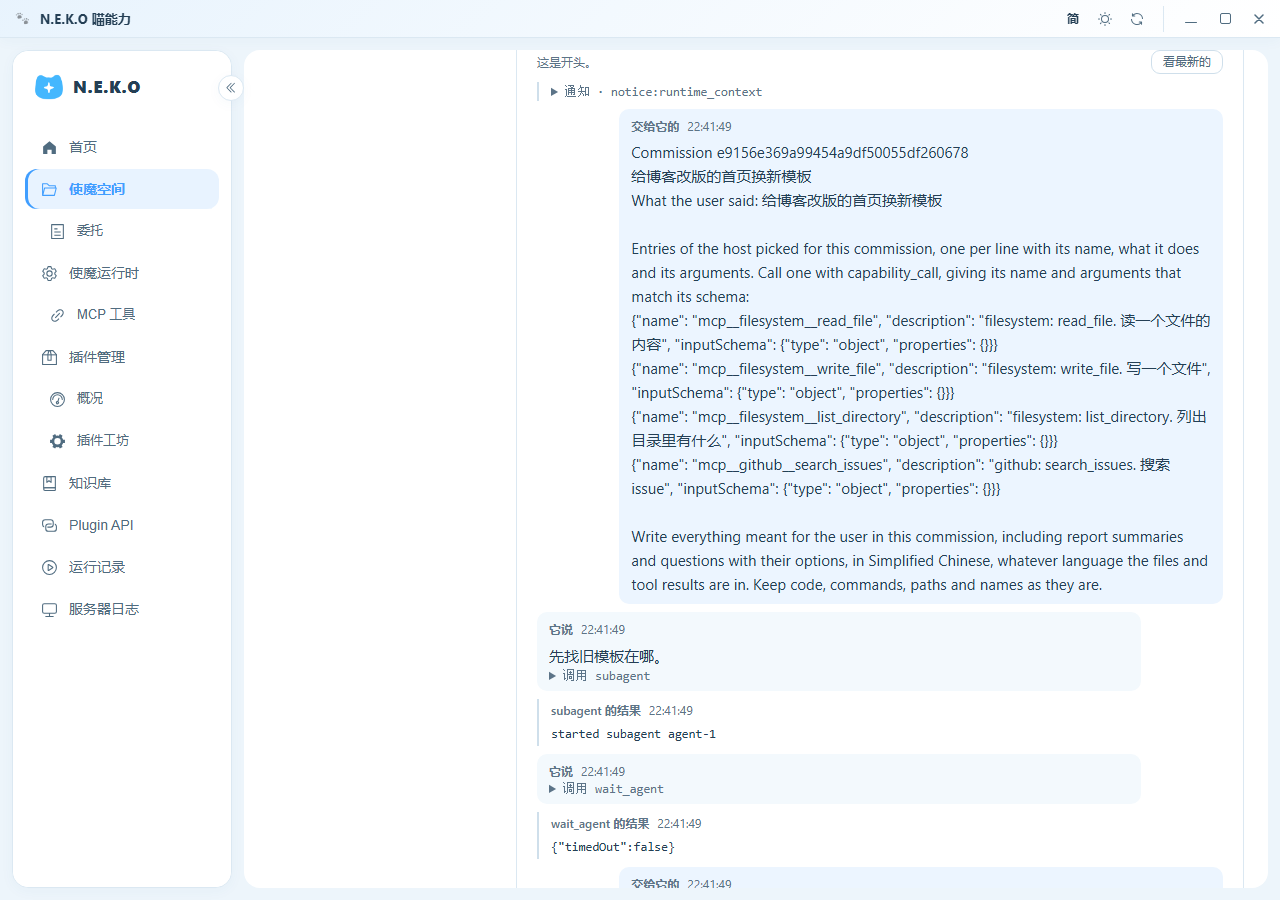 N.E.K.O 喵能力
简
N.E.K.O
首页
使魔空间
委托
使魔运行时
MCP 工具
插件管理
概况
插件工坊
知识库
Plugin API
运行记录
服务器日志
这是开头。
看最新的
通知 · notice:runtime_context
交给它的 22:41:49
Commission e9156e369a99454a9df50055df260678
给博客改版的首页换新模板
What the user said: 给博客改版的首页换新模板
Entries of the host picked for this commission, one per line with its name, what it does
and its arguments. Call one with capability_call, giving its name and arguments that
match its schema:
{"name": "mcp__filesystem__read_file", "description": "filesystem: read_file. 读一个文件的
内容", "inputSchema": {"type": "object", "properties": {}}}
{"name": "mcp__filesystem__write_file", "description": "filesystem: write_file. 写一个文件",
"inputSchema": {"type": "object", "properties": {}}}
{"name": "mcp__filesystem__list_directory", "description": "filesystem: list_directory. 列出
目录里有什么", "inputSchema": {"type": "object", "properties": {}}}
{"name": "mcp__github__search_issues", "description": "github: search_issues. 搜索
issue", "inputSchema": {"type": "object", "properties": {}}}
Write everything meant for the user in this commission, including report summaries
and questions with their options, in Simplified Chinese, whatever language the files and
tool results are in. Keep code, commands, paths and names as they are.
它说 22:41:49
先找旧模板在哪。
调用 subagent
subagent 的结果 22:41:49
started subagent agent-1
它说 22:41:49
调用 wait_agent
wait_agent 的结果 22:41:49
{"timedOut":false}
交给它的 22:41:49